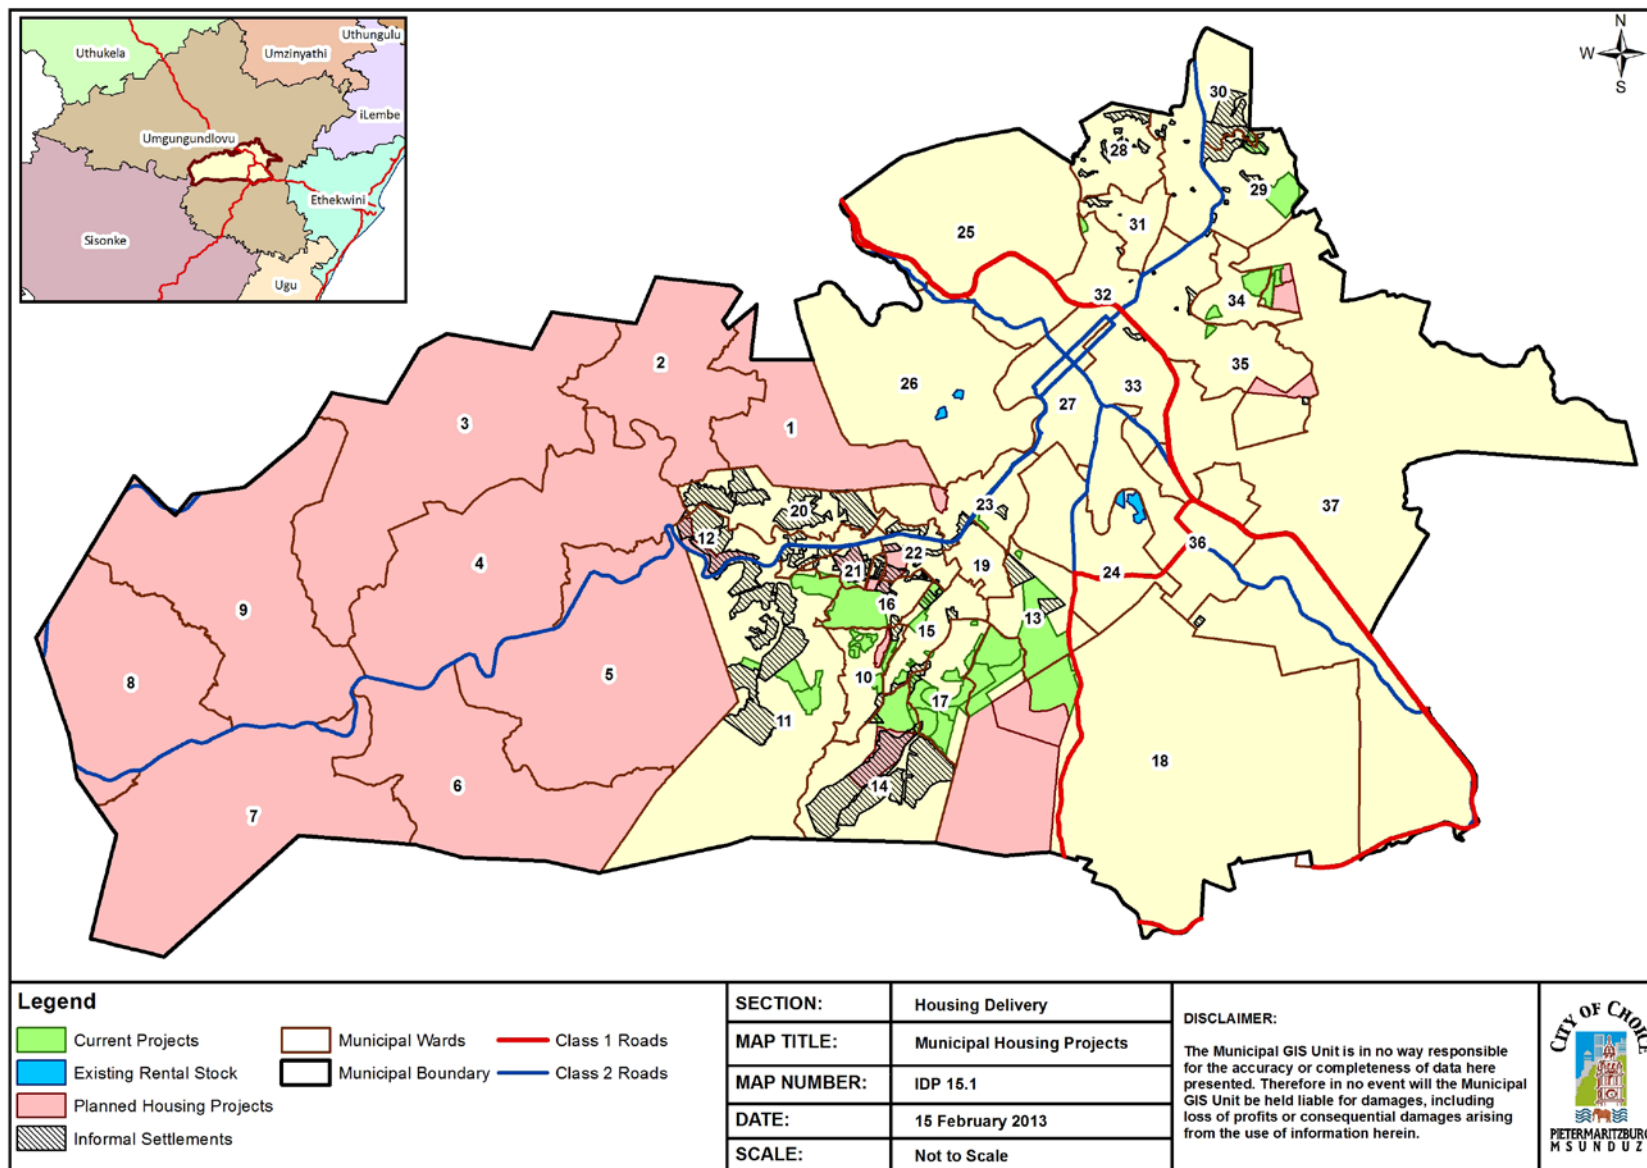 Uthungulu
Uthukela
Umzinyathi
iLembe
Umgungundlovu
Ethekwini
Sisonke
Ugu
N
W
S
30
28
29
31
25
32
34
2
35
26
33
27
3
1
20
23
37
12
22
36
4
21
19
24
9
16
13
15
5
10
8
17
11
18
6
14
7
Legend
Current Projects
Existing Rental Stock
Planned Housing Projects
Informal Settlements
Municipal Wards
Municipal Boundary
Class 1 Roads
Class 2 Roads
SECTION: Housing Delivery
MAP TITLE: Municipal Housing Projects
MAP NUMBER: IDP 15.1
DATE: 15 February 2013
SCALE: Not to Scale
DISCLAIMER:
The Municipal GIS Unit is in no way responsible
for the accuracy or completeness of data here
presented. Therefore in no event will the Municipal
GIS Unit be held liable for damages, including
loss of profits or consequential damages arising
from the use of information herein.
CITY OF CHOICE
PIETERMARITZBURG
MSUNDUZ